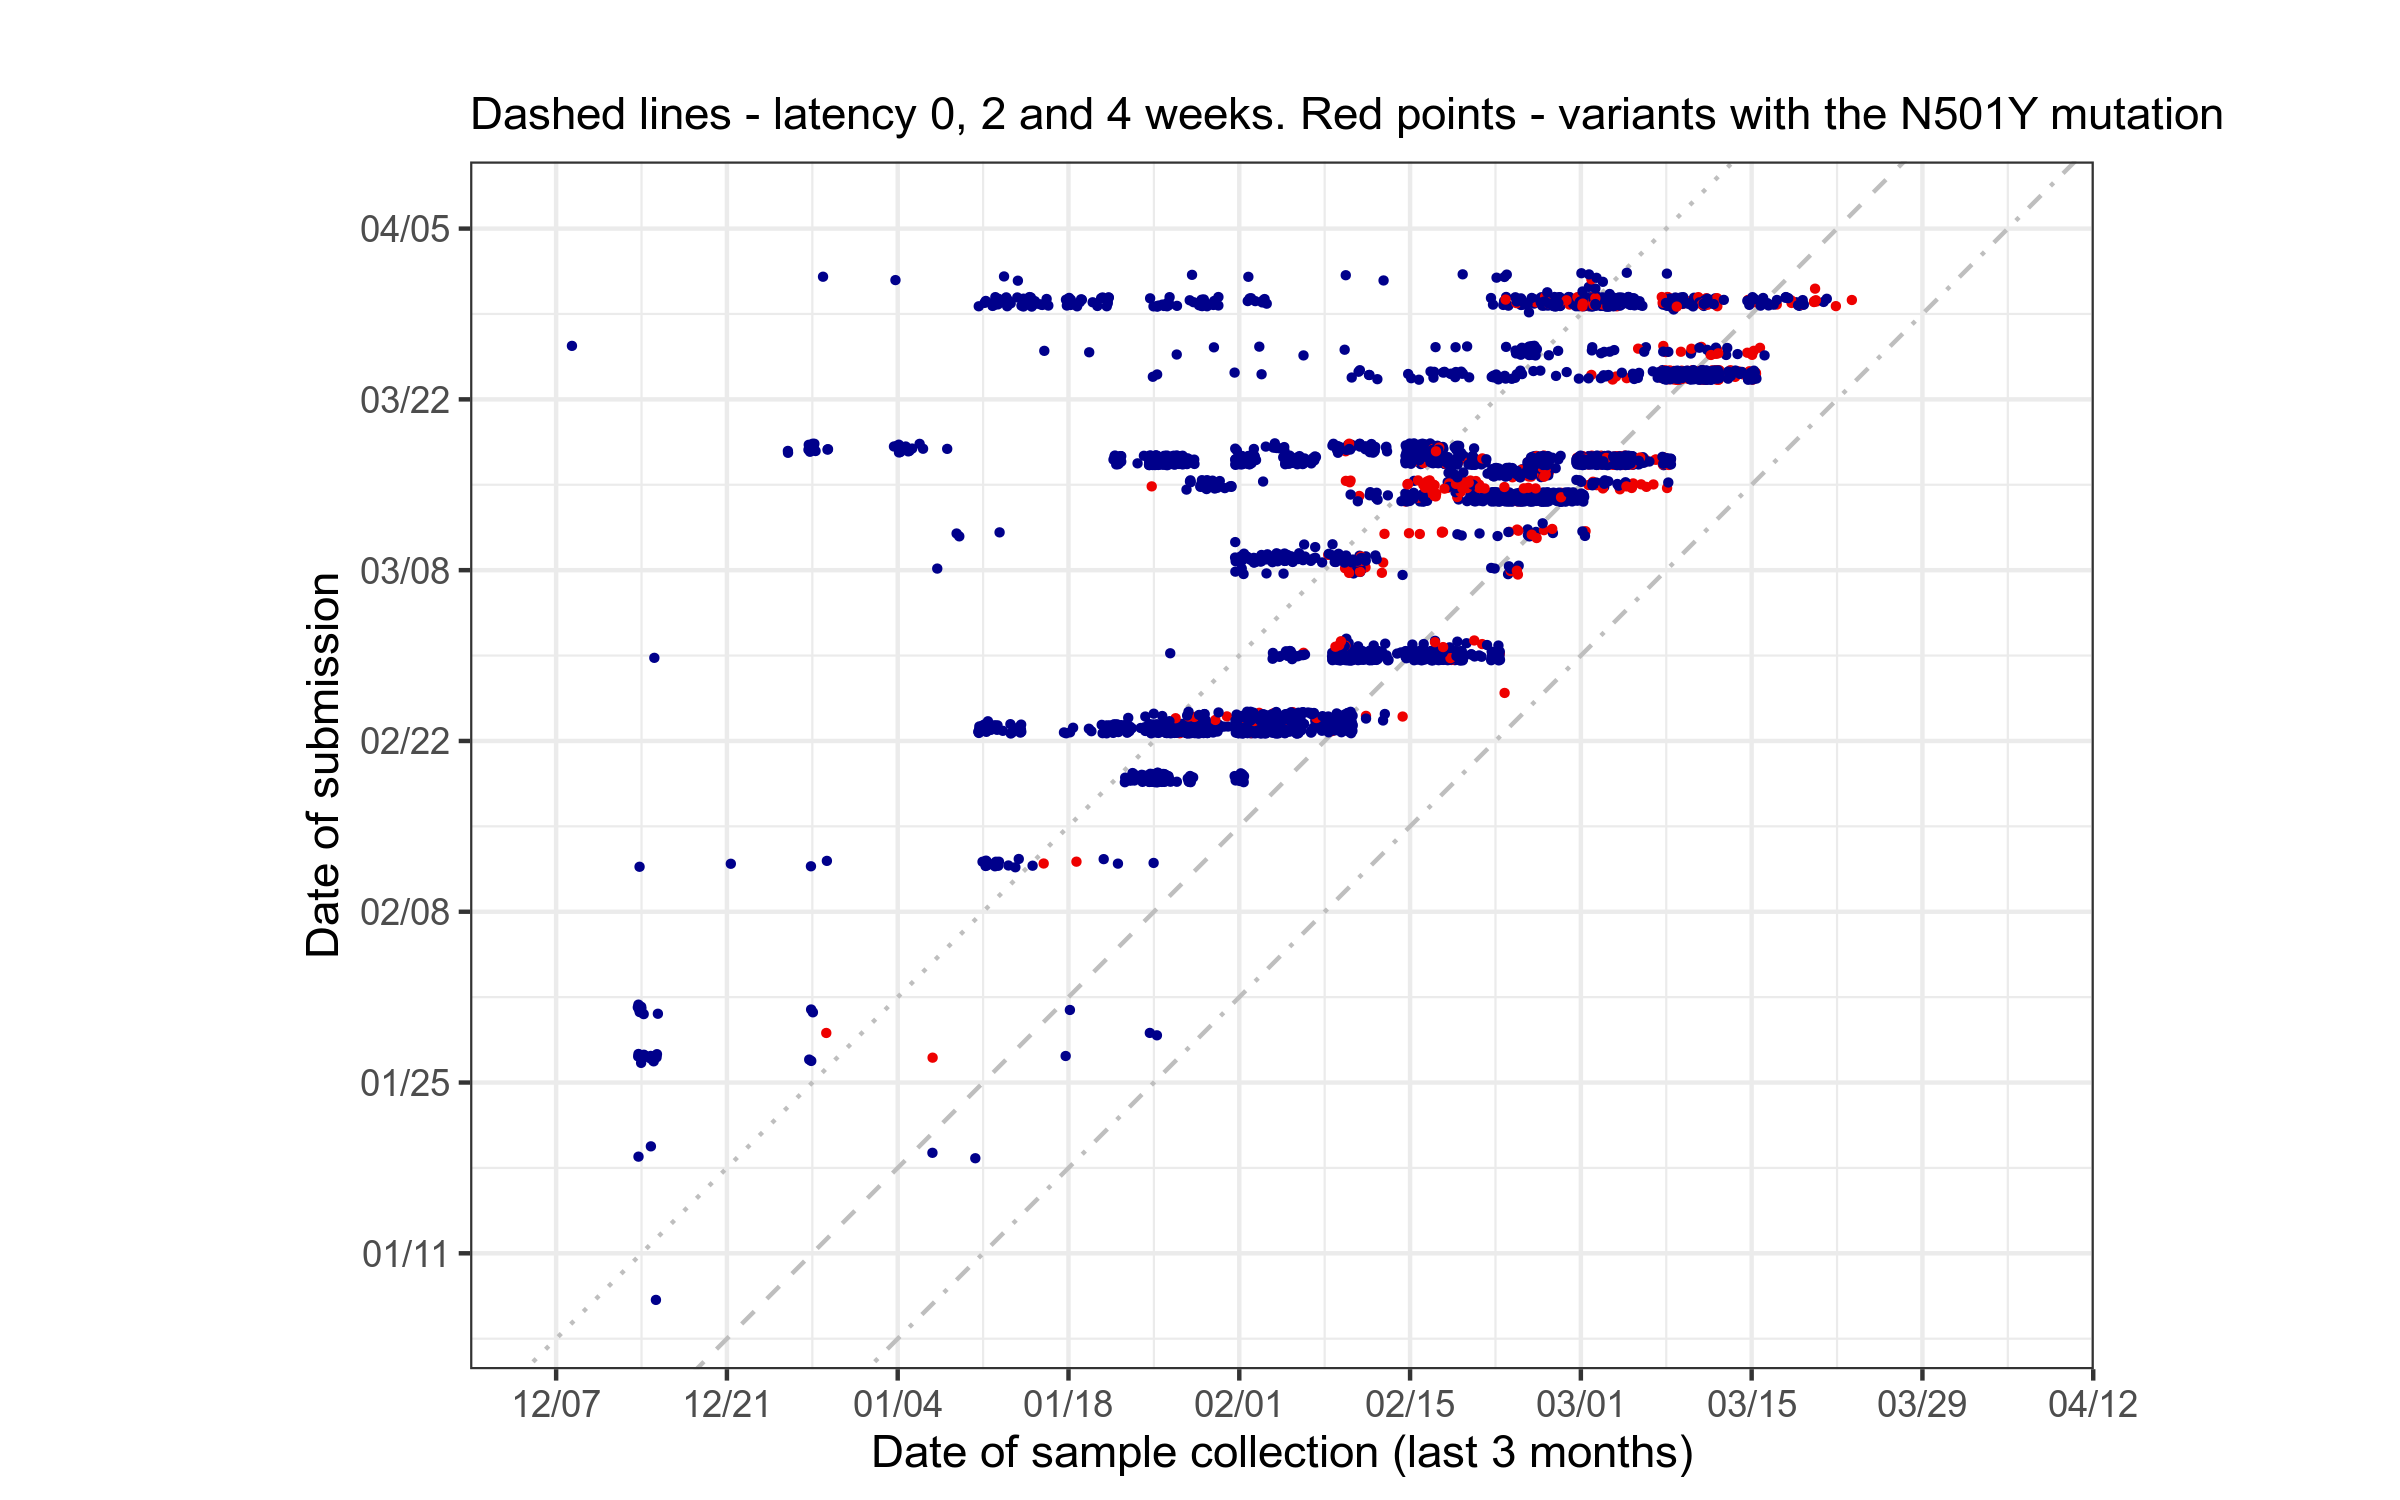 Dashed lines - latency 0, 2 and 4 weeks. Red points - variants with the N501Y mutation
Date of submission
04/05
03/22
03/08
02/22
02/08
01/25
01/11
12/07 12/21 01/04 01/18 02/01 02/15 03/01 03/15 03/29 04/12
Date of sample collection (last 3 months)